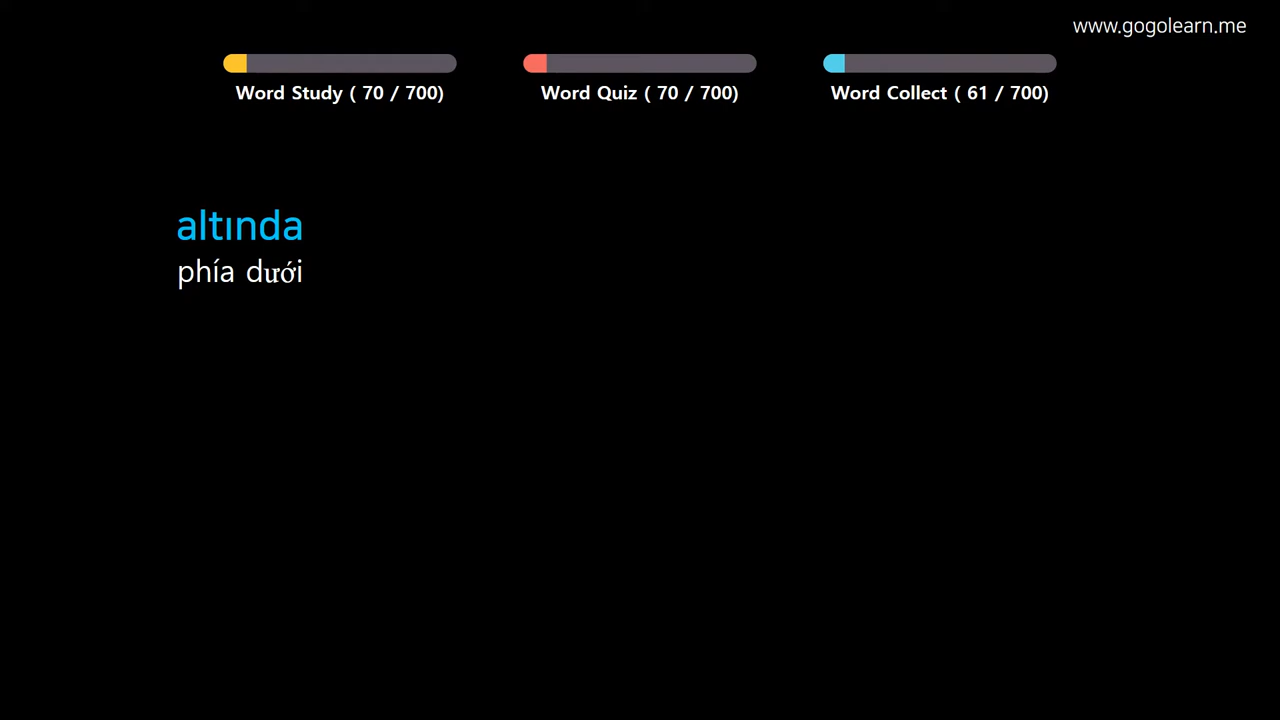 www.gogolearn.me
Word Study ( 70 / 700)
Word Quiz ( 70 / 700)
Word Collect ( 61 / 700)
altında
phía dưới